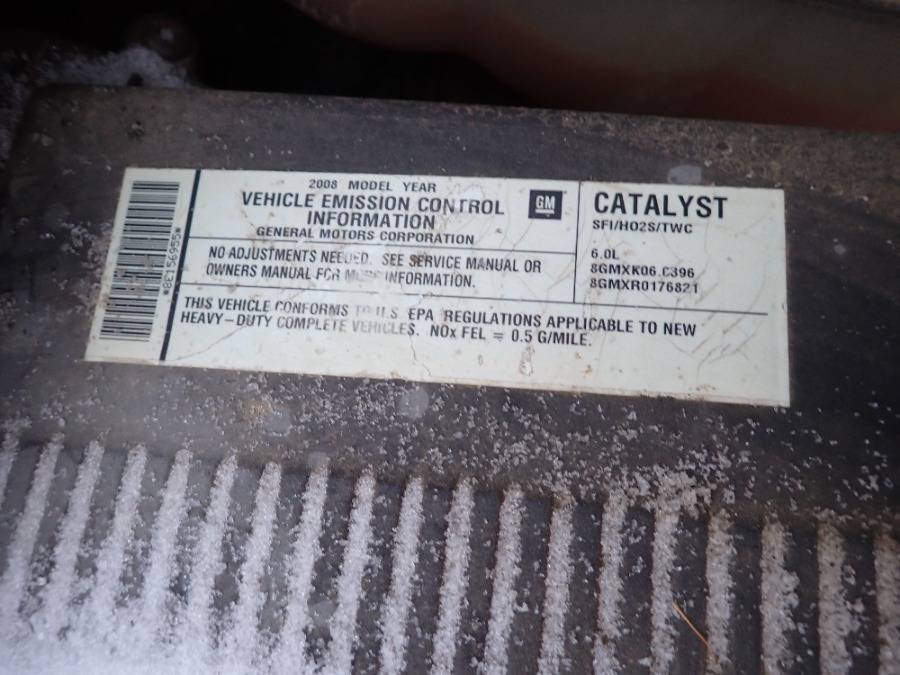 *8E156955*
2008 MODEL YEAR
VEHICLE EMISSION CONTROL
INFORMATION
GENERAL MOTORS CORPORATION
GM
NO ADJUSTMENTS NEEDED. SEE SERVICE MANUAL OR
OWNERS MANUAL FOR MORE INFORMATION.
CATALYST
SFI/HO2S/TWC
6.0L
8GMXK06.C396
8GMXR0176821
THIS VEHICLE CONFORMS TO U.S. EPA REGULATIONS APPLICABLE TO NEW
HEAVY-DUTY COMPLETE VEHICLES. NOx FEL = 0.5 G/MILE.